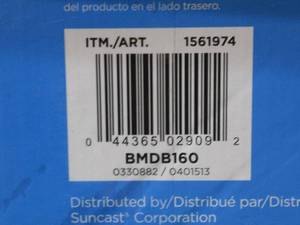 del producto en el lado trasero.
ITM./ART. 1561974
0 44365 02909 2
BMDB160
0330882 / 0401513
Distributed by/Distribué par/Distr
Suncast® Corporation